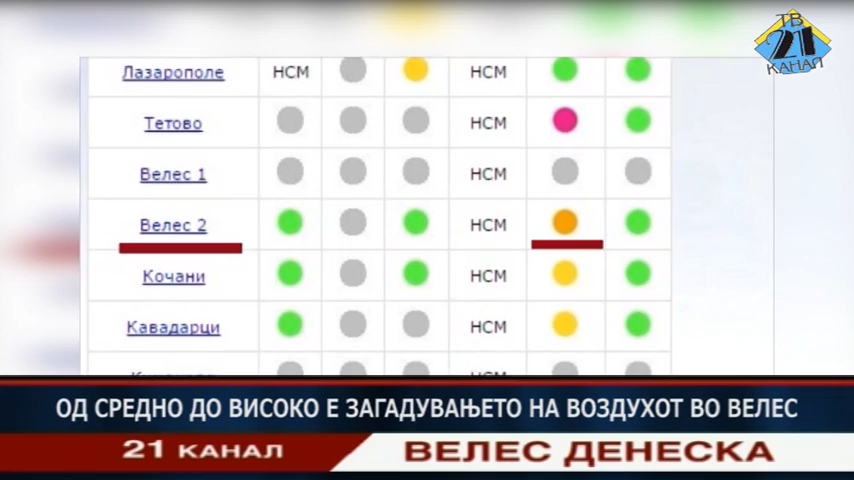 ТВ
21
КАНАЛ
Лазарополе НСМ НСМ
Тетово НСМ
Велес 1 НСМ
Велес 2 НСМ
Кочани НСМ
Кавадарци НСМ
ОД СРЕДНО ДО ВИСОКО Е ЗАГАДУВАЊЕТО НА ВОЗДУХОТ ВО ВЕЛЕС
21 КАНАЛ ВЕЛЕС ДЕНЕСКА